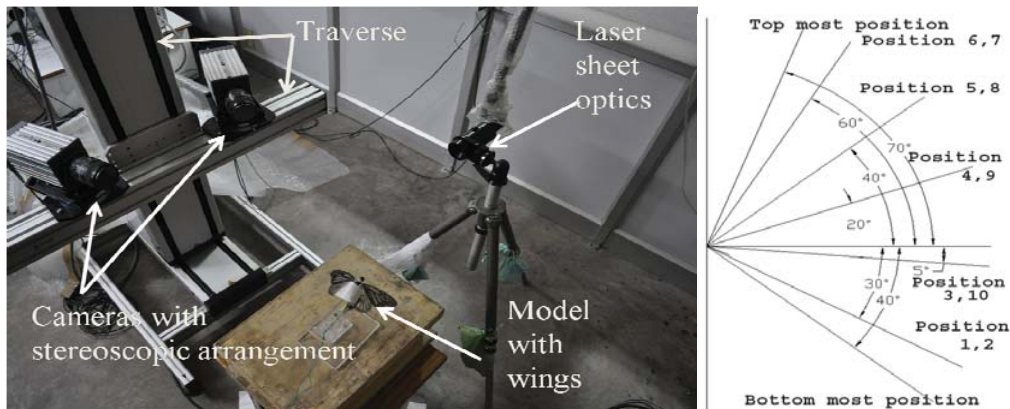 Traverse
Laser
sheet
optics
Cameras with
stereoscopic arrangement
Model
with
wings
Top most position
Position 6,7
Position 5,8
60°
70°
Position
4,9
40°
20°
5°
30°
Position
3,10
40°
Position
1,2
Bottom most position